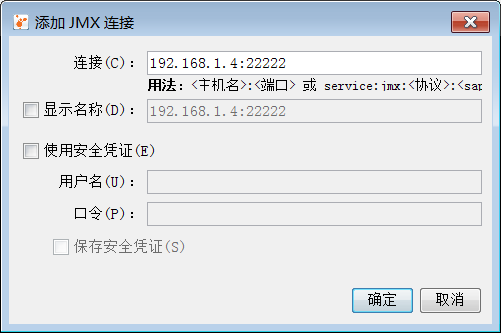 添加 JMX 连接
连接(C)： 192.168.1.4:22222
用法： <主机名>:<端口> 或 service:jmx:<协议>:<sap
显示名称(D)： 192.168.1.4:22222
使用安全凭证(E)
用户名(U)：
口令(P)：
保存安全凭证(S)
确定 取消